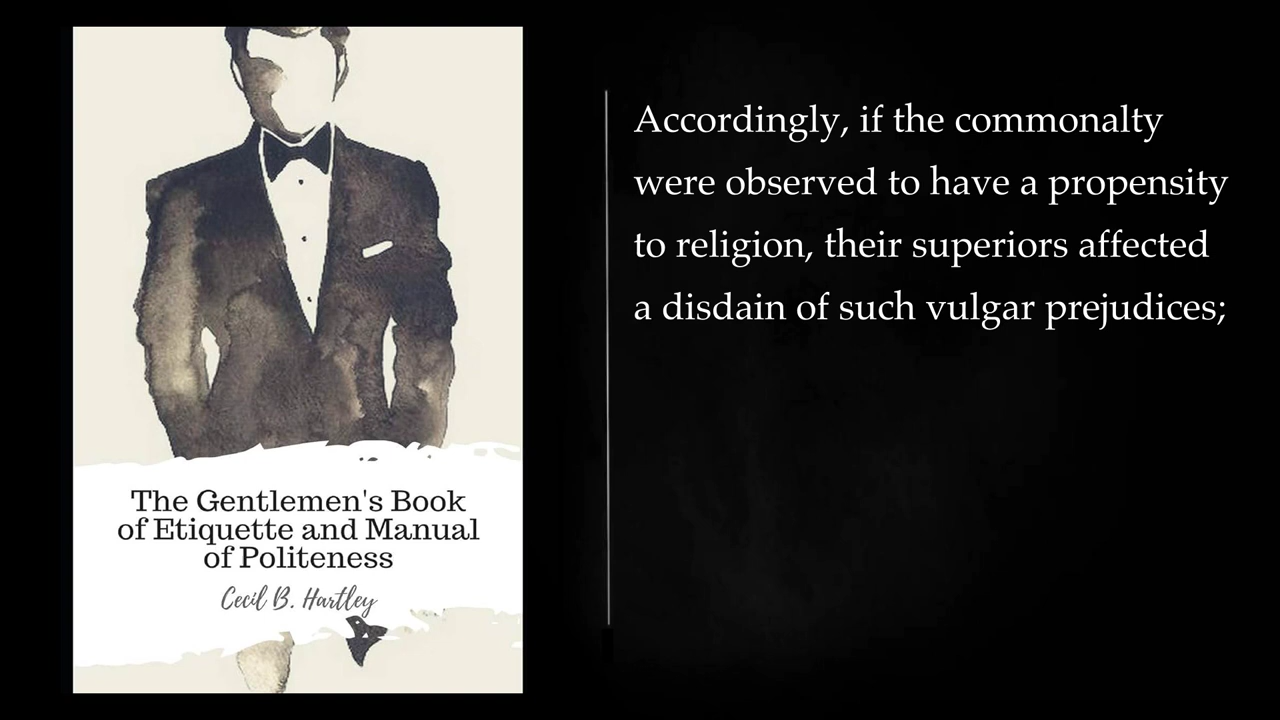 The Gentlemen's Book
of Etiquette and Manual
of Politeness
Cecil B. Hartley
Accordingly, if the commonalty
were observed to have a propensity
to religion, their superiors affected
a disdain of such vulgar prejudices;